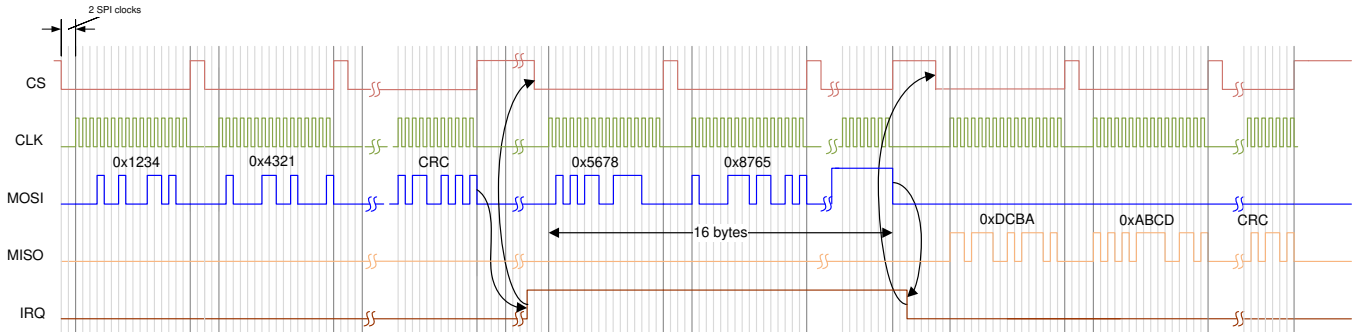 2 SPI clocks
CS
CLK
0x1234 0x4321 CRC 0x5678 0x8765
MOSI
0xDCBA 0xABCD CRC
16 bytes
MISO
IRQ